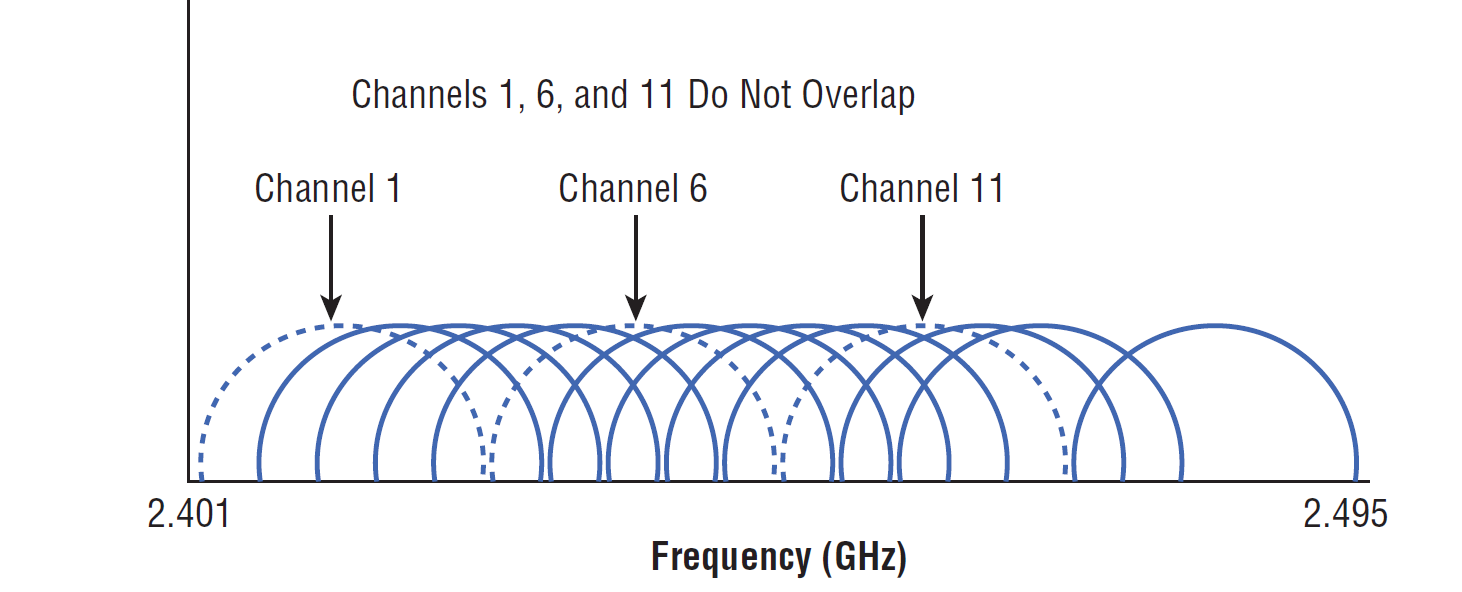 Channels 1, 6, and 11 Do Not Overlap
Channel 1
Channel 6
Channel 11
2.401
2.495
Frequency (GHz)